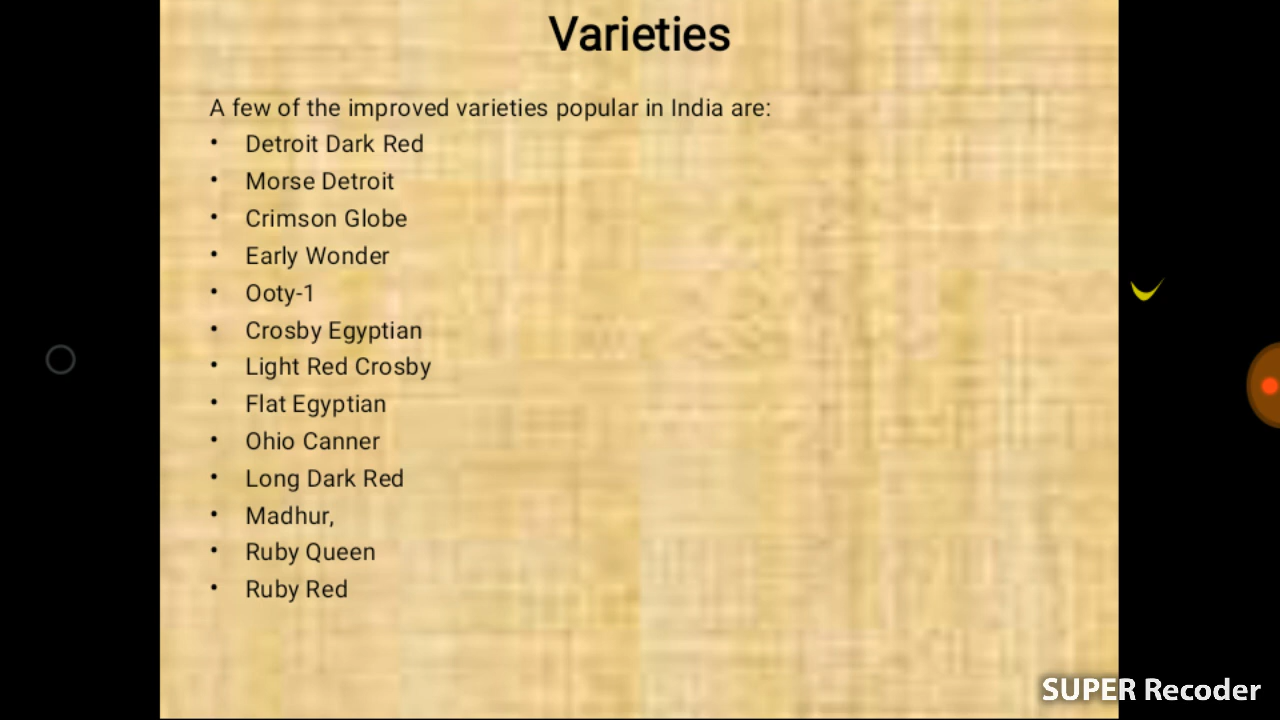 Varieties
A few of the improved varieties popular in India are:
• Detroit Dark Red
• Morse Detroit
• Crimson Globe
• Early Wonder
• Ooty-1
• Crosby Egyptian
• Light Red Crosby
• Flat Egyptian
• Ohio Canner
• Long Dark Red
• Madhur,
• Ruby Queen
• Ruby Red
SUPER Recoder